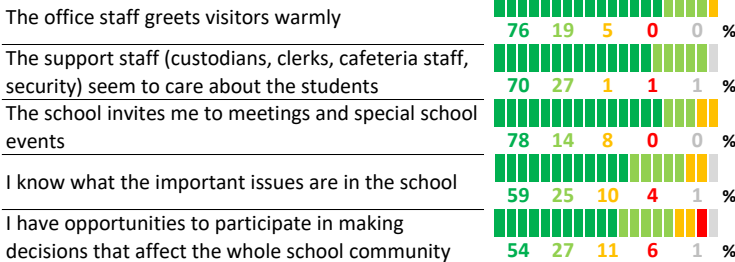 The office staff greets visitors warmly
76 19 5 0 0 %
The support staff (custodians, clerks, cafeteria staff,
security) seem to care about the students
70 27 1 1 1 %
The school invites me to meetings and special school
events
78 14 8 0 0 %
I know what the important issues are in the school
59 25 10 4 1 %
I have opportunities to participate in making
decisions that affect the whole school community
54 27 11 6 1 %